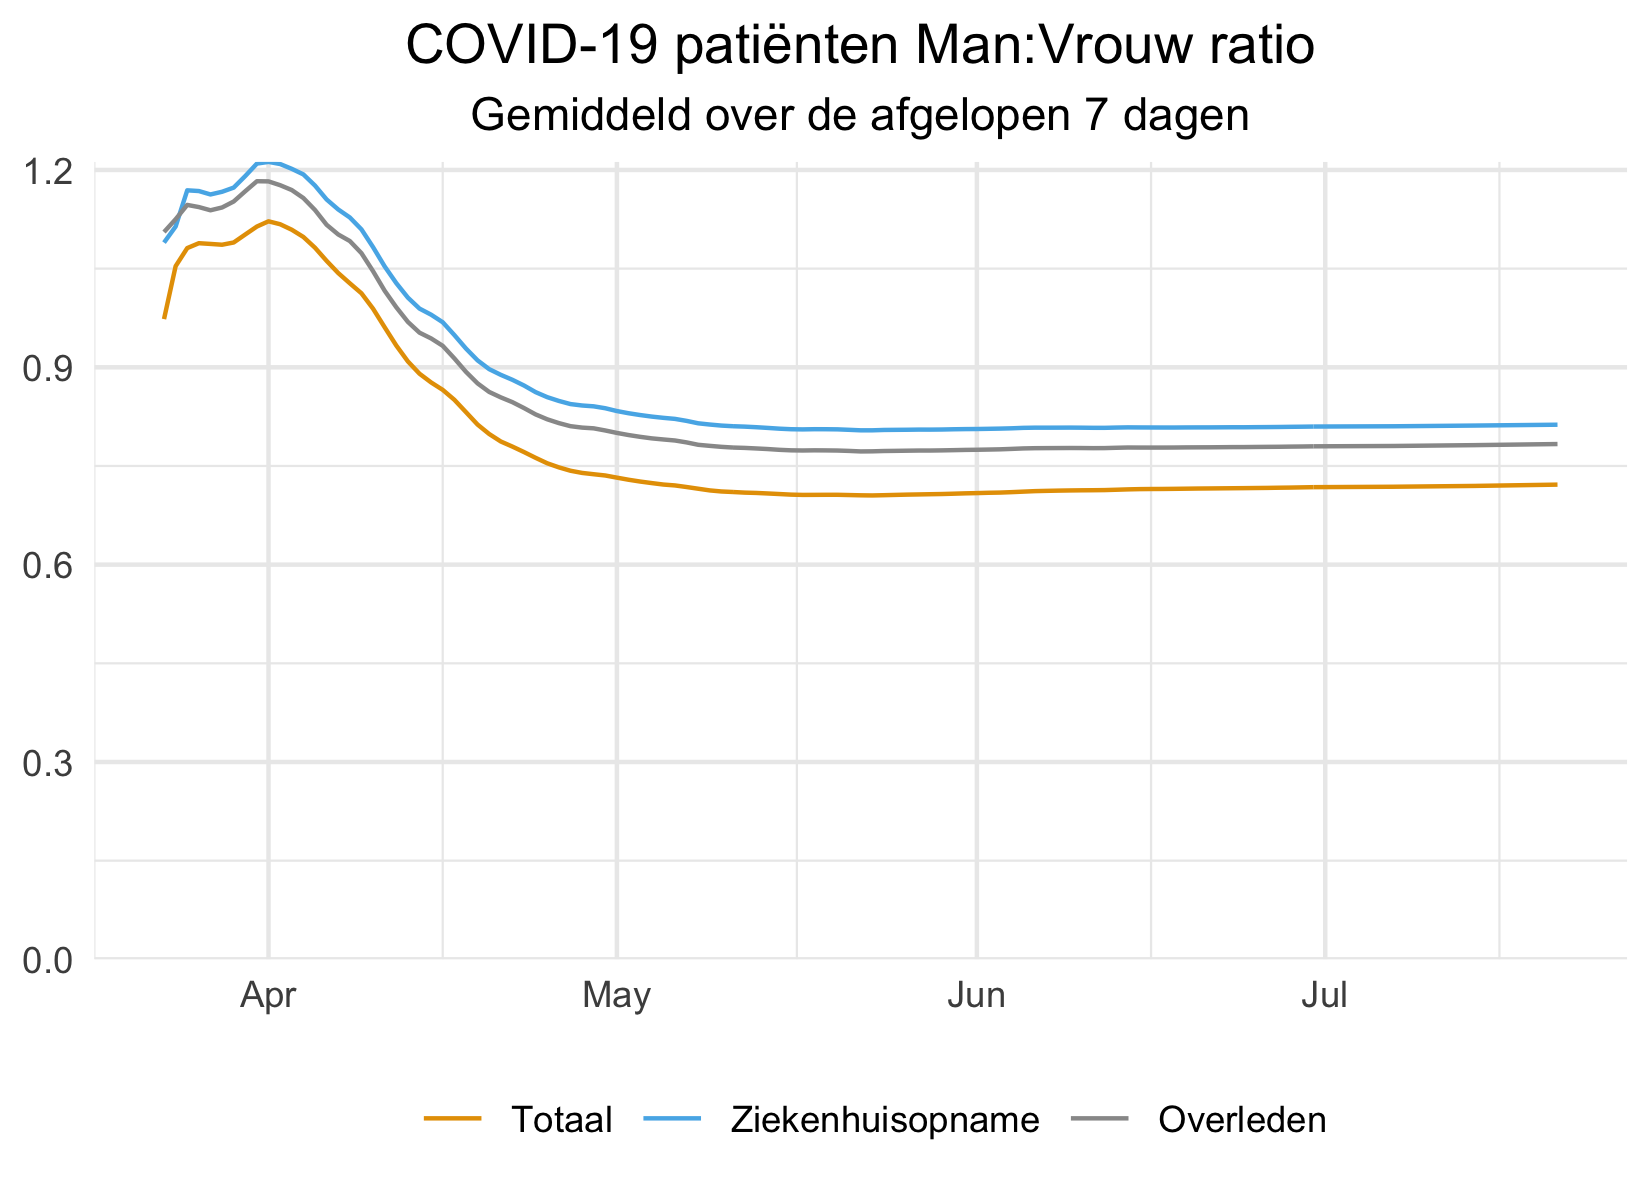 COVID-19 patiënten Man:Vrouw ratio
Gemiddeld over de afgelopen 7 dagen
1.2
0.9
0.6
0.3
0.0
Apr May Jun Jul
Totaal Ziekenhuisopname Overleden